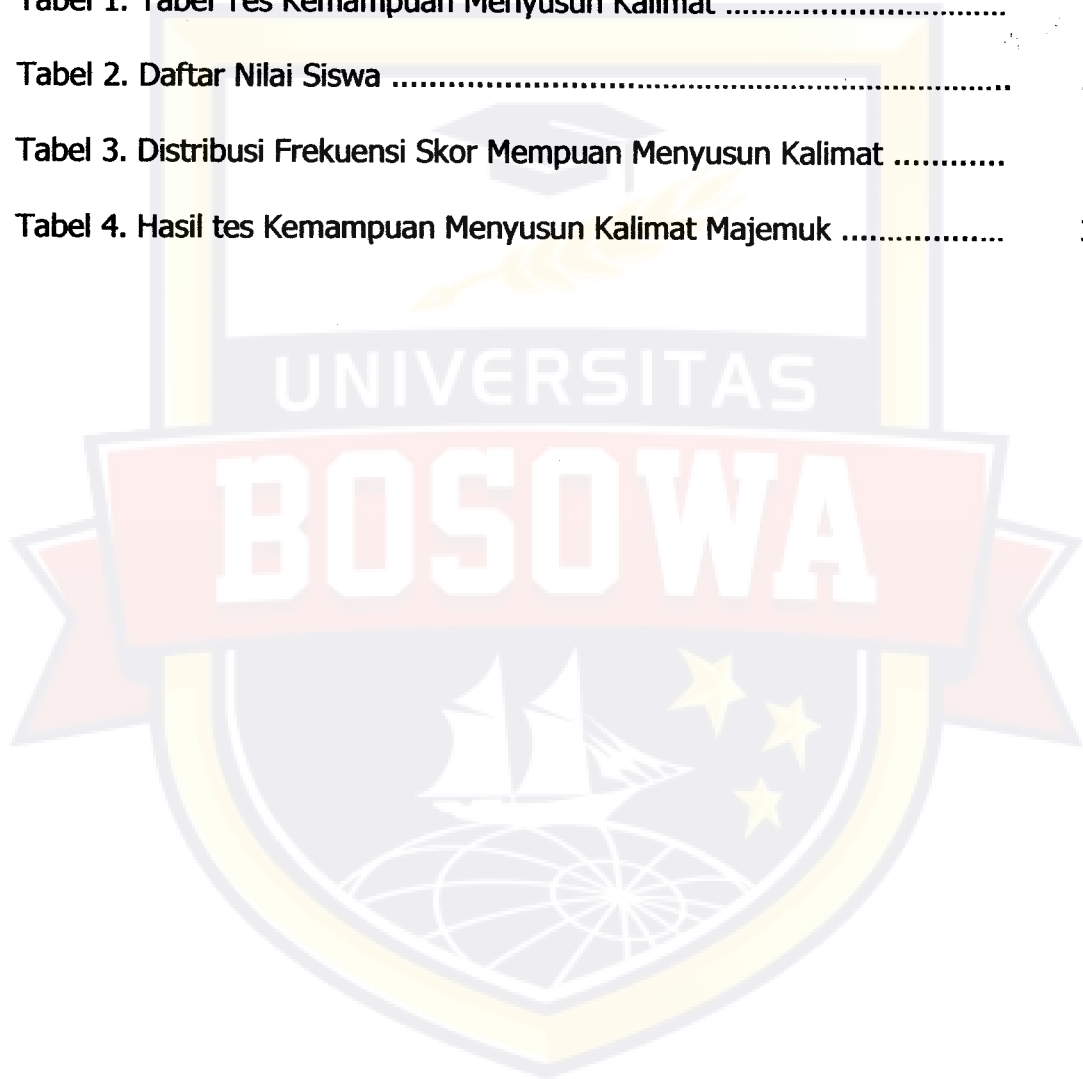 Tabel 1. Tabel Tes Kemampuan Menyusun Kalimat ..............................
Tabel 2. Daftar Nilai Siswa ...............................................................................
Tabel 3. Distribusi Frekuensi Skor Mempuan Menyusun Kalimat ............
Tabel 4. Hasil tes Kemampuan Menyusun Kalimat Majemuk ..................
UNIVERSITAS
BOSOWA